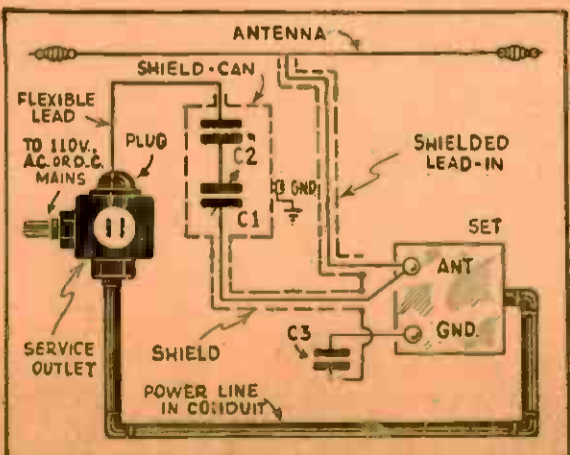 ANTENNA
SHIELD-CAN
FLEXIBLE
LEAD
TO 110V.,
A.C. OR D.C.
MAINS
PLUG
C2
C1
GND
SHIELDED
LEAD-IN
SET
ANT
GND.
C3
SERVICE
OUTLET
SHIELD
POWER LINE
IN CONDUIT